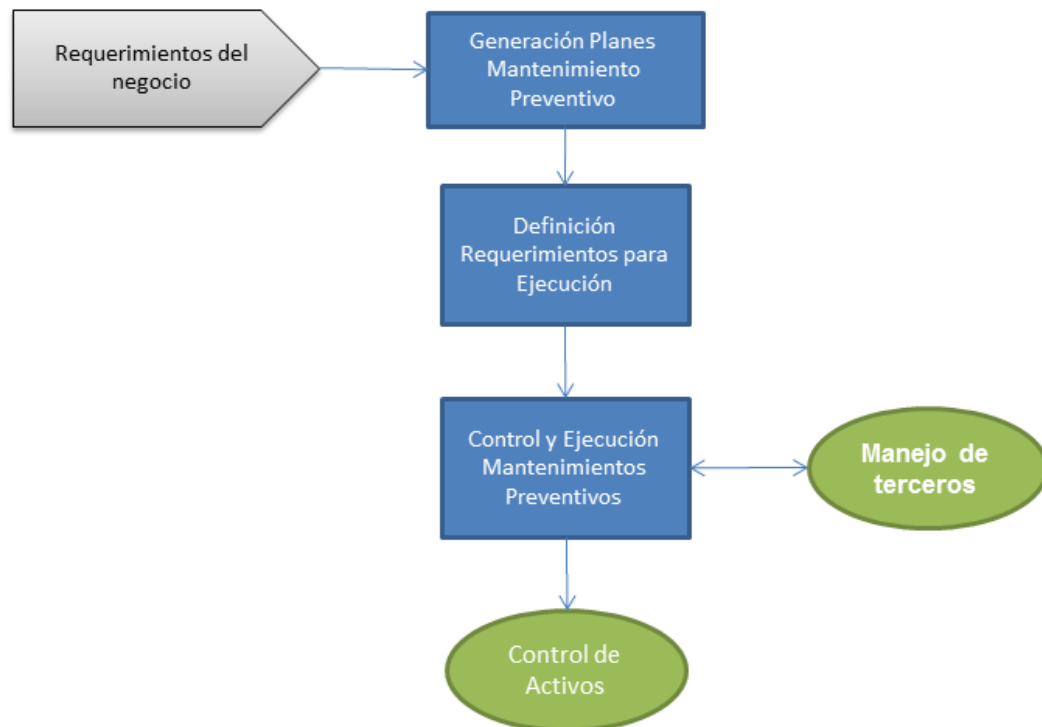 Requerimientos del
negocio
Generación Planes
Mantenimiento
Preventivo
Definición
Requerimientos para
Ejecución
Control y Ejecución
Mantenimientos
Preventivos
Manejo de
terceros
Control de
Activos